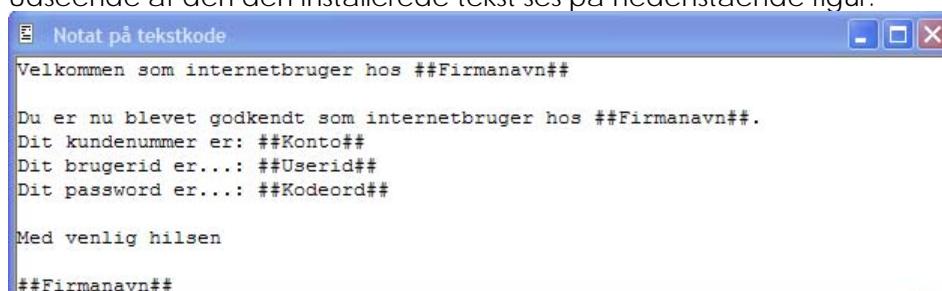 Udseende af den den installerede tekst ses på nedenstående figur.
Notat på tekstkode
Velkommen som internetbruger hos ##Firmanavn##
Du er nu blevet godkendt som internetbruger hos ##Firmanavn##.
Dit kundenummer er: ##Konto##
Dit brugerid er...: ##Userid##
Dit password er...: ##Kodeord##
Med venlig hilsen
##Firmanavn##